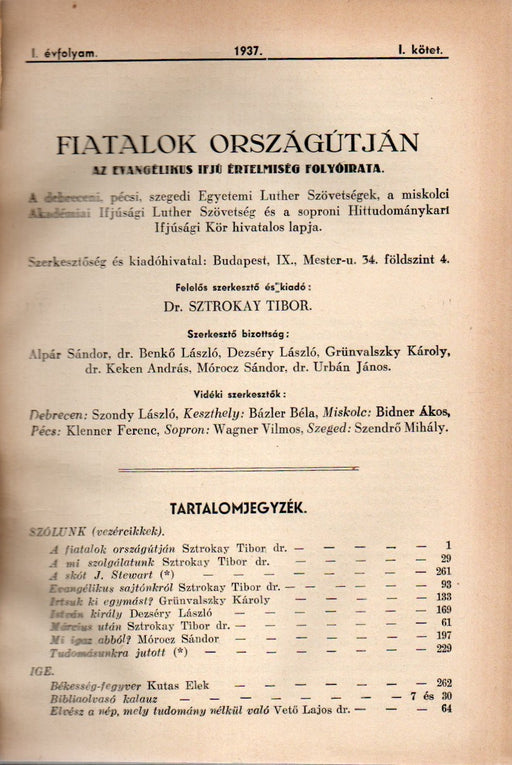 I. évfolyam. 1937. I. kötet.
FIATALOK ORSZÁGÚTJÁN
AZ EVANGÉLIKUS IFJÚ ÉRTELMISÉG FOLYÓIRATA.
A debreceni, pécsi, szegedi Egyetemi Luther Szövetségek, a miskolci
Akadémiai Ifjúsági Luther Szövetség és a soproni Hittudománykari
Ifjúsági Kör hivatalos lapja.
Szerkesztőség és kiadóhivatal: Budapest, IX., Mester-u. 34. földszint 4.
Felelős szerkesztő és kiadó:
Dr. SZTROKAY TIBOR.
Szerkesztő bizottság:
Alpár Sándor, dr. Benkő László, Dezséry László, Grünvalszky Károly,
dr. Keken András, Mórocz Sándor, dr. Urbán János.
Vidéki szerkesztők:
Debrecen: Szondy László, Keszthely: Bázler Béla, Miskolc: Bidner Ákos,
Pécs: Klenner Ferenc, Sopron: Wagner Vilmos, Szeged: Szendrő Mihály.
TARTALOMJEGYZÉK.
SZÓLUNK (vezércikkek).
A fiatalok országútján Sztrokay Tibor dr. — — — — — 1
A mi szolgálatunk Sztrokay Tibor dr. — — — — — 29
A skót J. Stewart (*) — — — — — — — 261
Evangélikus sajtónkról Sztrokay Tibor dr. — — — — — — 93
Irtsuk ki egymást? Grünvalszky Károly — — — — — 133
István király Dezséry László — — — — — — 169
Március után Sztrokay Tibor dr. — — — — — — 61
Mi igaz abból? Mórocz Sándor — — — — — — 197
Tudomásunkra jutott (*) — — — — — — — 229
IGE.
Békesség-fegyver Kutas Elek — — — — — — 262
Bibliaolvasó kalauz — — — — — — — 7 és 30
Elvész a nép, mely tudomány nélkül való Vető Lajos dr. — — — 64